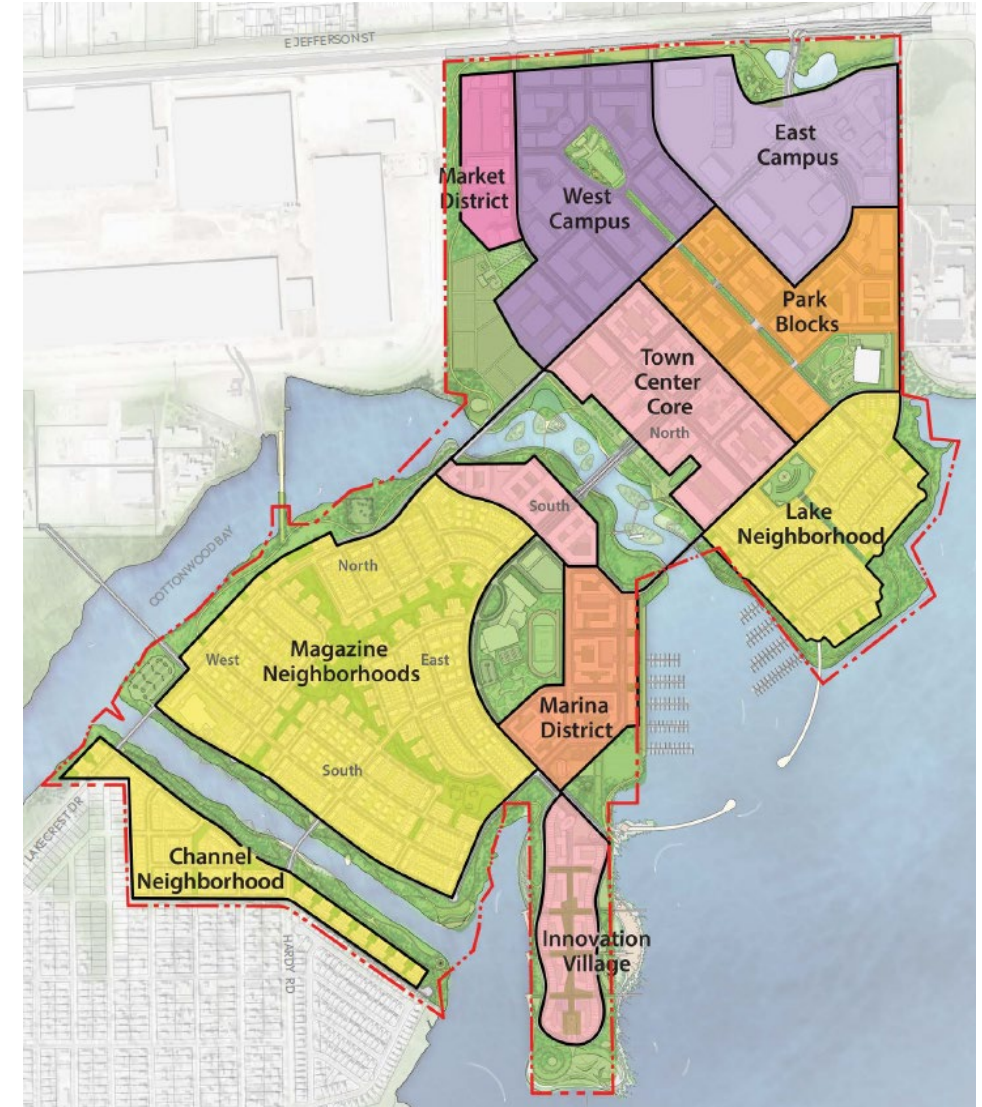 E JEFFERSON ST
East
Campus
Market
District
West
Campus
Park
Blocks
Town
Center
Core
North
South
Lake
Neighborhood
COTTONWOOD BAY
North
Magazine
Neighborhoods
West
East
Marina
District
South
LAKECREST DR
Channel
Neighborhood
HARDY RD
Innovation
Village